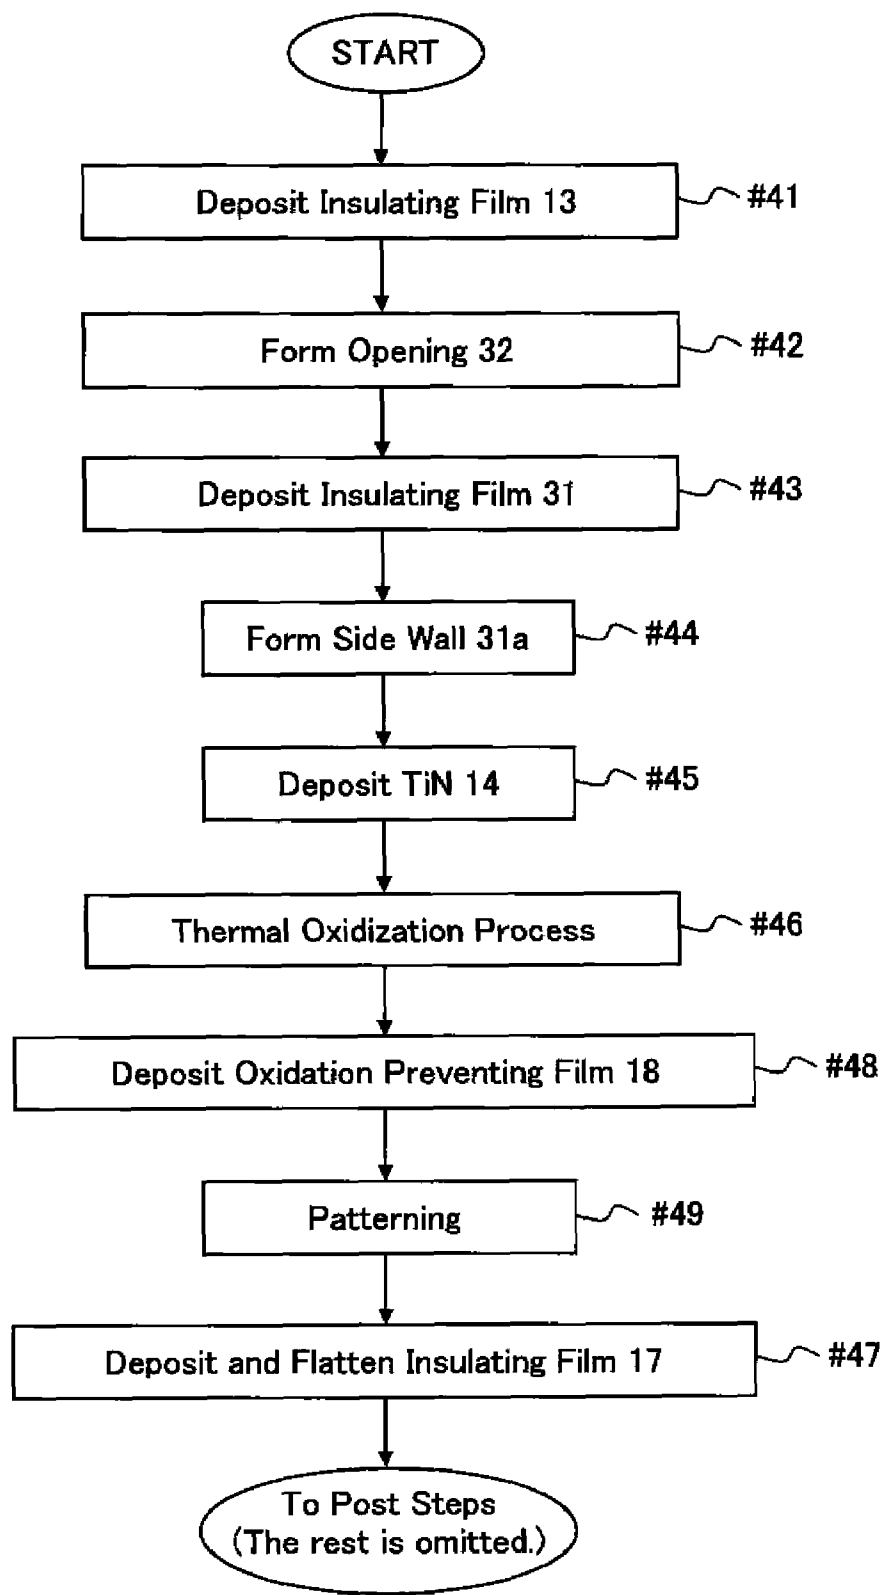 START
Deposit Insulating Film 13
#41
Form Opening 32
#42
Deposit Insulating Film 31
#43
Form Side Wall 31a
#44
Deposit TiN 14
#45
Thermal Oxidization Process
#46
Deposit Oxidation Preventing Film 18
#48
Patterning
#49
Deposit and Flatten Insulating Film 17
#47
To Post Steps
(The rest is omitted.)